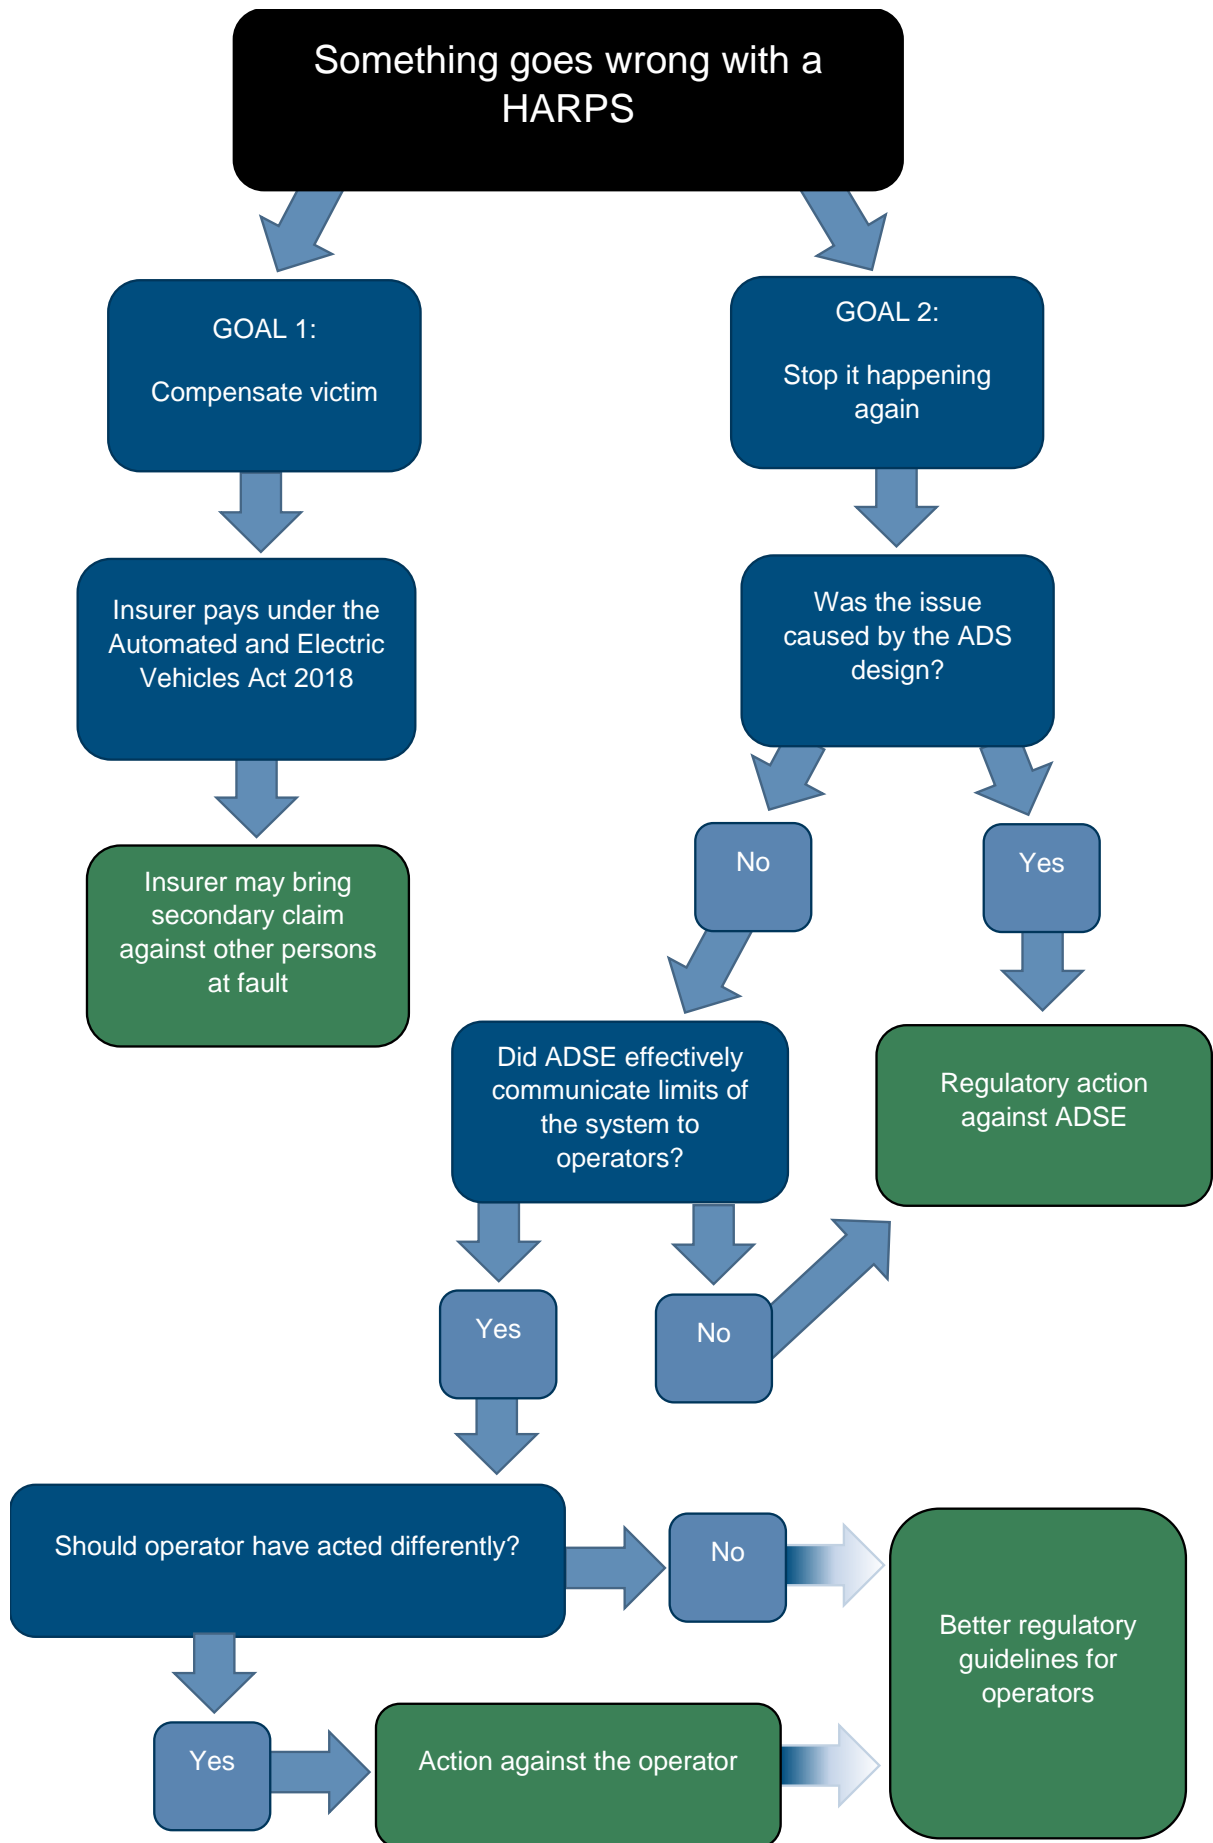 Something goes wrong with a
HARPS
GOAL 1:
Compensate victim
GOAL 2:
Stop it happening
again
Insurer pays under the
Automated and Electric
Vehicles Act 2018
Was the issue
caused by the ADS
design?
No
Yes
Insurer may bring
secondary claim
against other persons
at fault
Did ADSE effectively
communicate limits of
the system to
operators?
Regulatory action
against ADSE
Yes
No
Should operator have acted differently?
No
Better regulatory
guidelines for
operators
Yes
Action against the operator